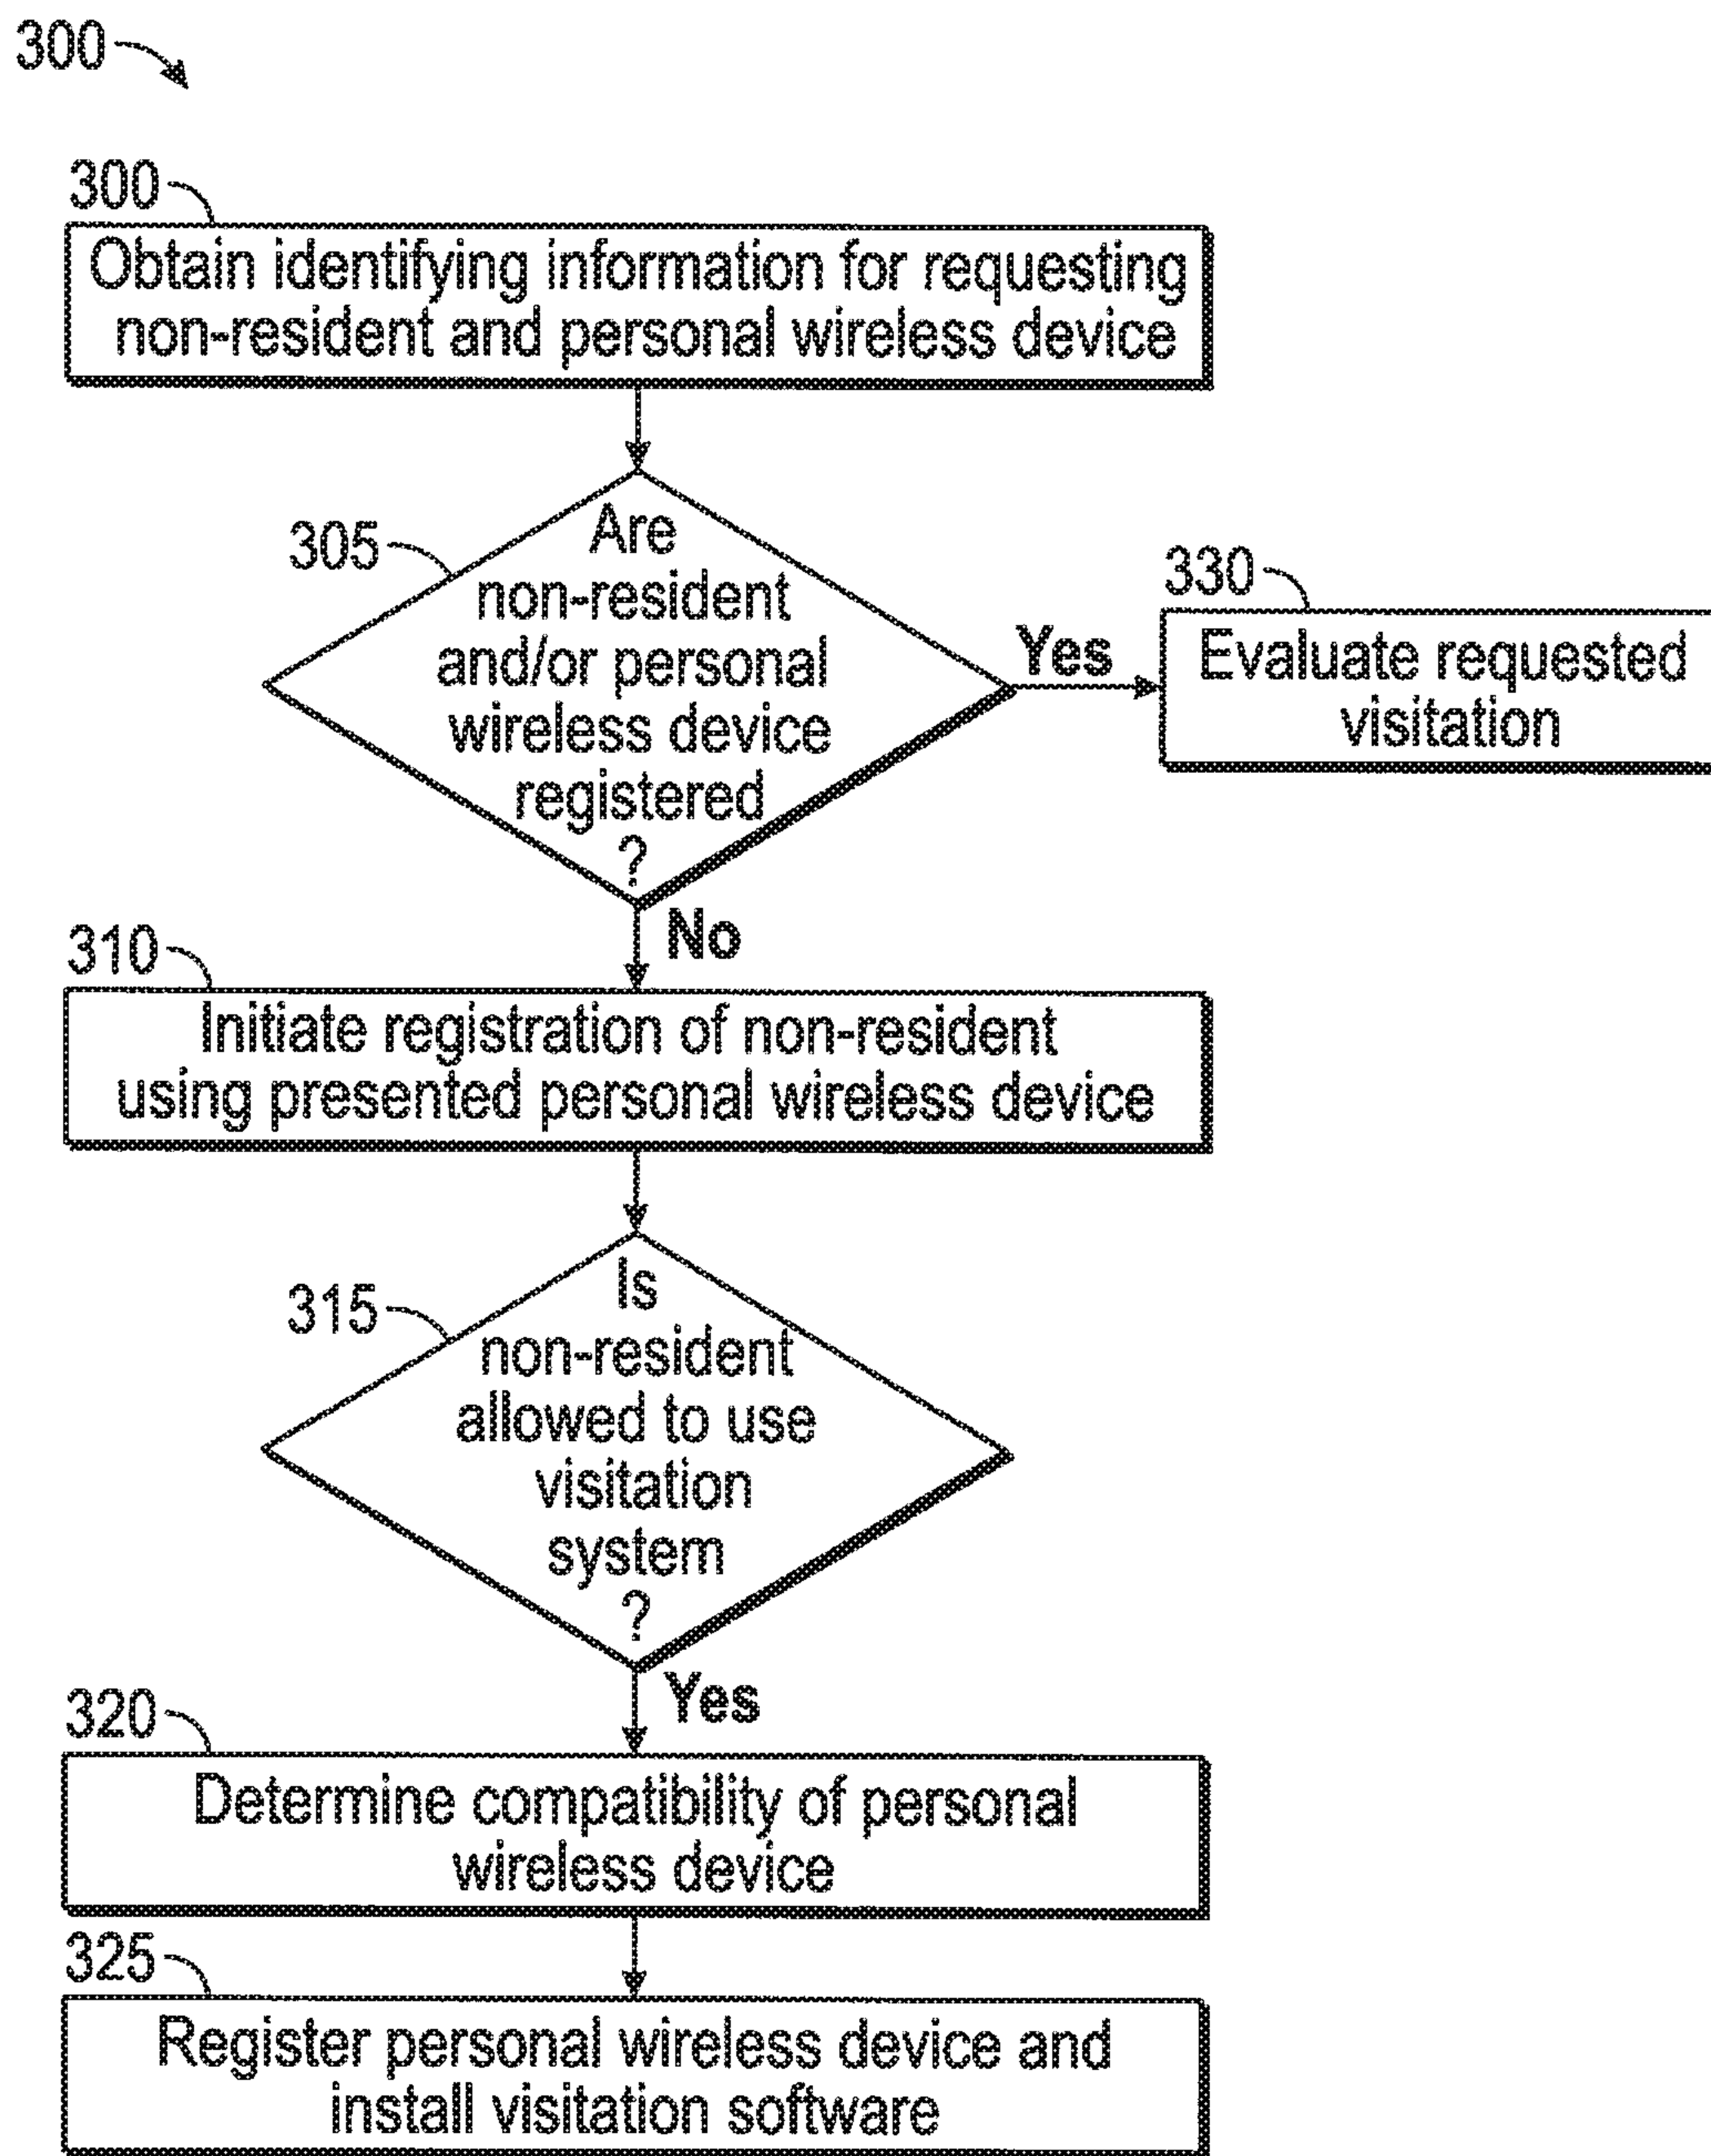 300
300
Obtain identifying information for requesting
non-resident and personal wireless device
305
Are
non-resident
and/or personal
wireless device
registered
?
Yes
330
Evaluate requested
visitation
No
310
Initiate registration of non-resident
using presented personal wireless device
315
Is
non-resident
allowed to use
visitation
system
?
Yes
320
Determine compatibility of personal
wireless device
325
Register personal wireless device and
install visitation software